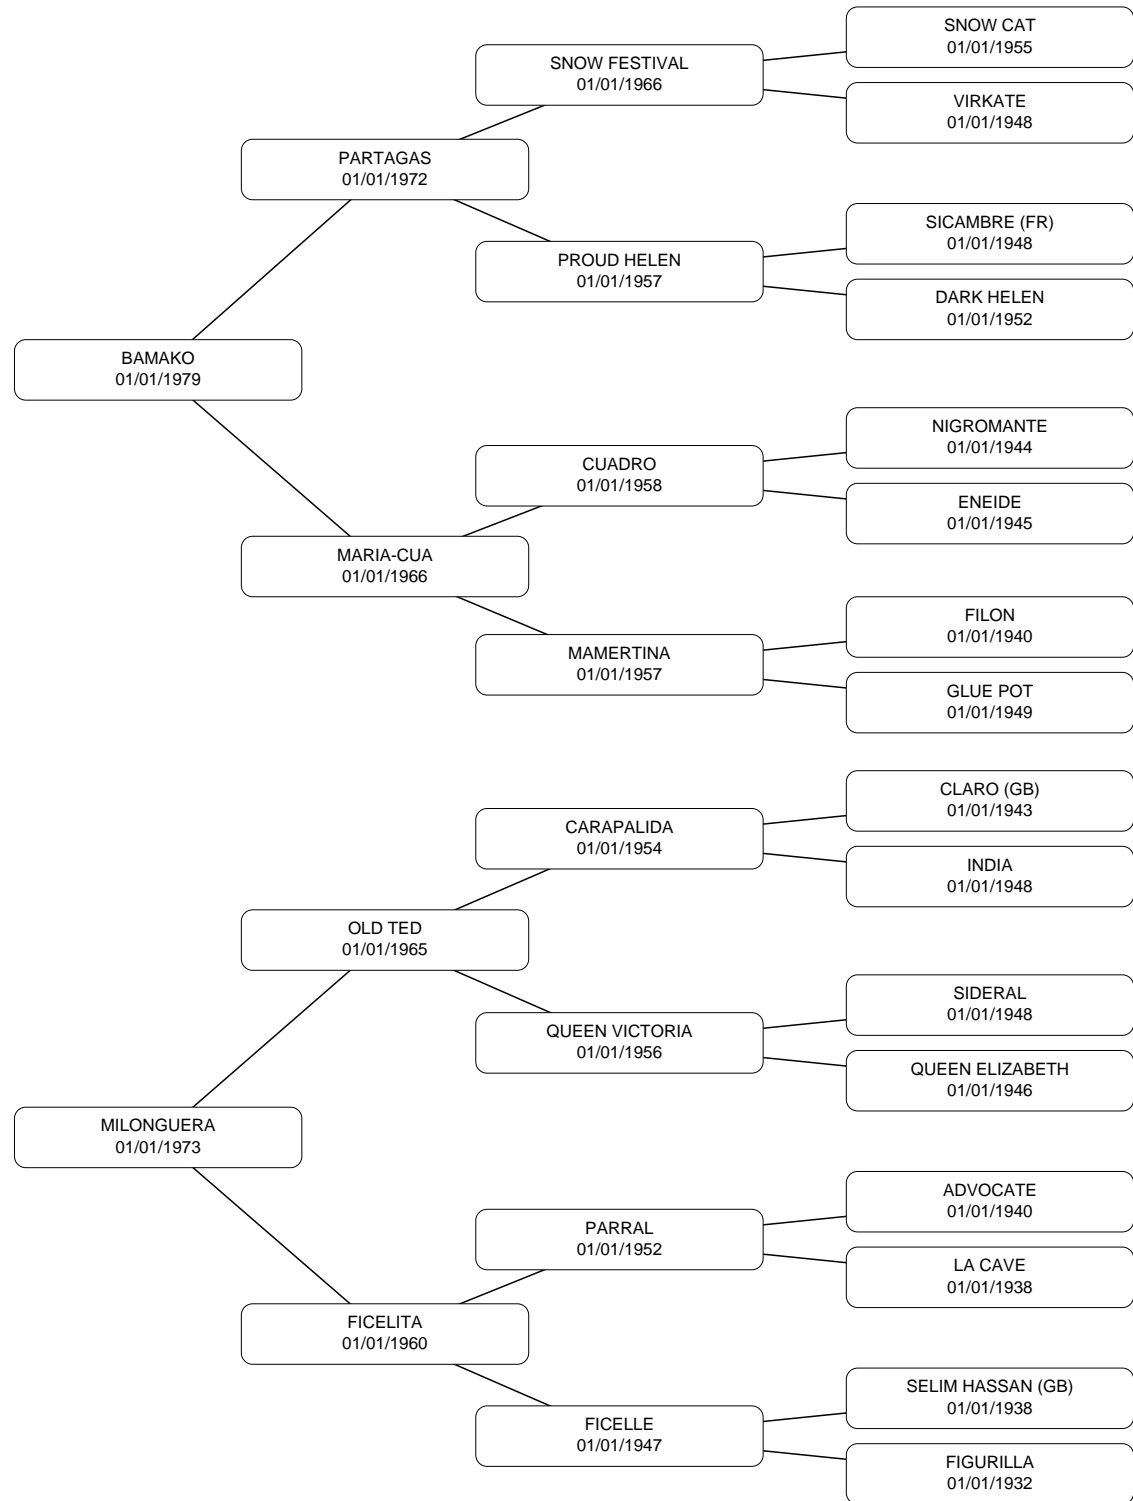 SNOW CAT
01/01/1955
SNOW FESTIVAL
01/01/1966
VIRKATE
01/01/1948
PARTAGAS
01/01/1972
SICAMBRE (FR)
01/01/1948
PROUD HELEN
01/01/1957
DARK HELEN
01/01/1952
BAMAKO
01/01/1979
NIGROMANTE
01/01/1944
CUADRO
01/01/1958
ENEIDE
01/01/1945
MARIA-CUA
01/01/1966
FILON
01/01/1940
MAMERTINA
01/01/1957
GLUE POT
01/01/1949
CLARO (GB)
01/01/1943
CARAPALIDA
01/01/1954
INDIA
01/01/1948
OLD TED
01/01/1965
SIDERAL
01/01/1948
QUEEN VICTORIA
01/01/1956
QUEEN ELIZABETH
01/01/1946
MILONGUERA
01/01/1973
ADVOCATE
01/01/1940
PARRAL
01/01/1952
LA CAVE
01/01/1938
FICELITA
01/01/1960
SELIM HASSAN (GB)
01/01/1938
FICELLE
01/01/1947
FIGURILLA
01/01/1932